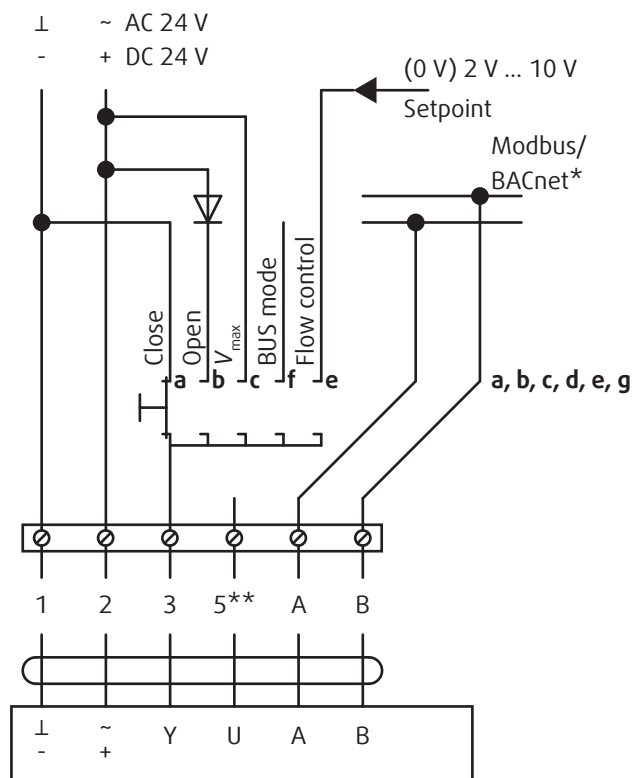 ⊥ ~ AC 24 V
- + DC 24 V
(0 V) 2 V ... 10 V
Setpoint
Modbus/
BACnet*
Close
Open
V max
BUS mode
Flow control
a b c f e
a, b, c, d, e, g
1 2 3 5** A B
⊥ ~ Y U A B
- +